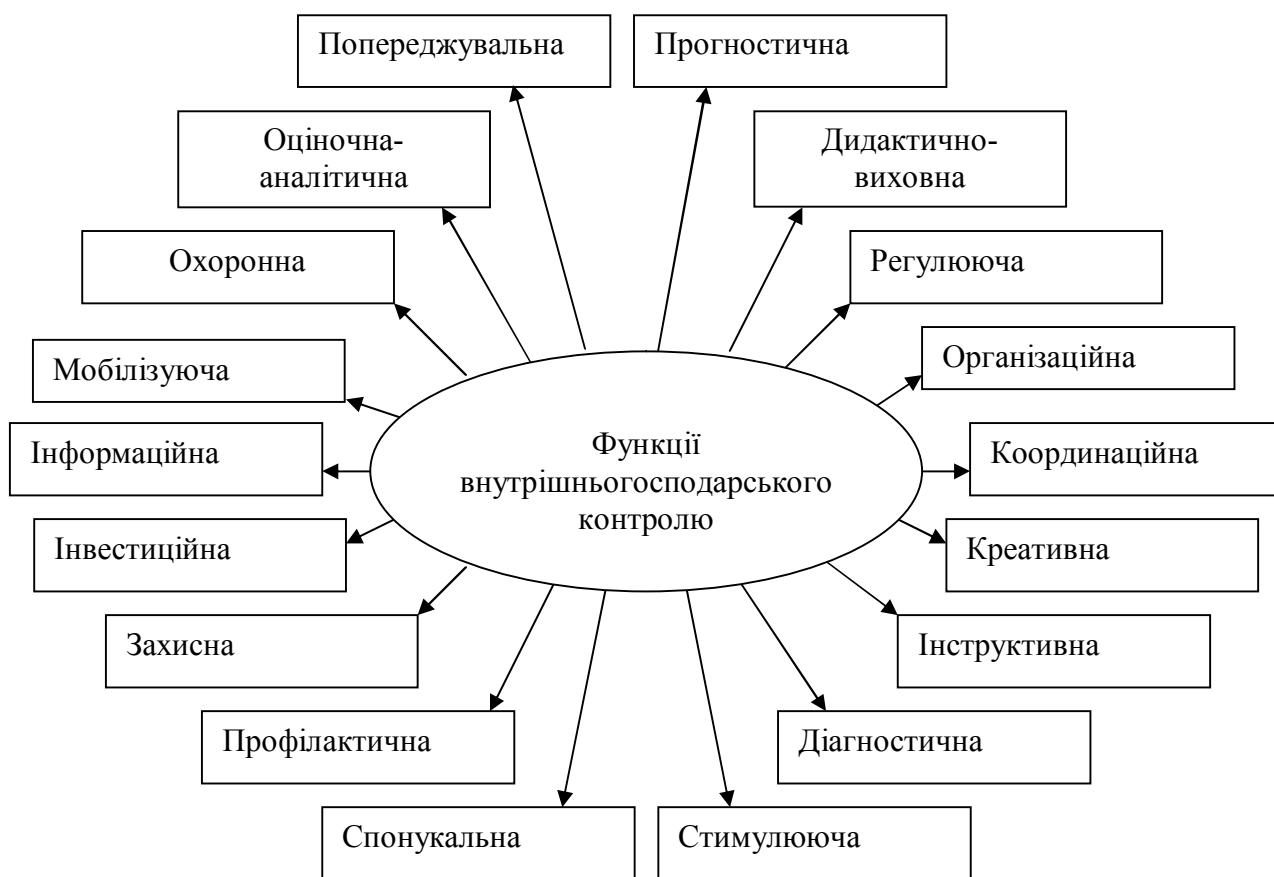 Попереджувальна
Прогностична
Оціночна-
аналітична
Дидактично-
виховна
Охоронна
Регулююча
Мобілізуюча
Організаційна
Інформаційна
Функції
внутрішньогосподарського
контролю
Координаційна
Інвестиційна
Креативна
Захисна
Інструктивна
Профілактична
Діагностична
Спонукальна
Стимулююча